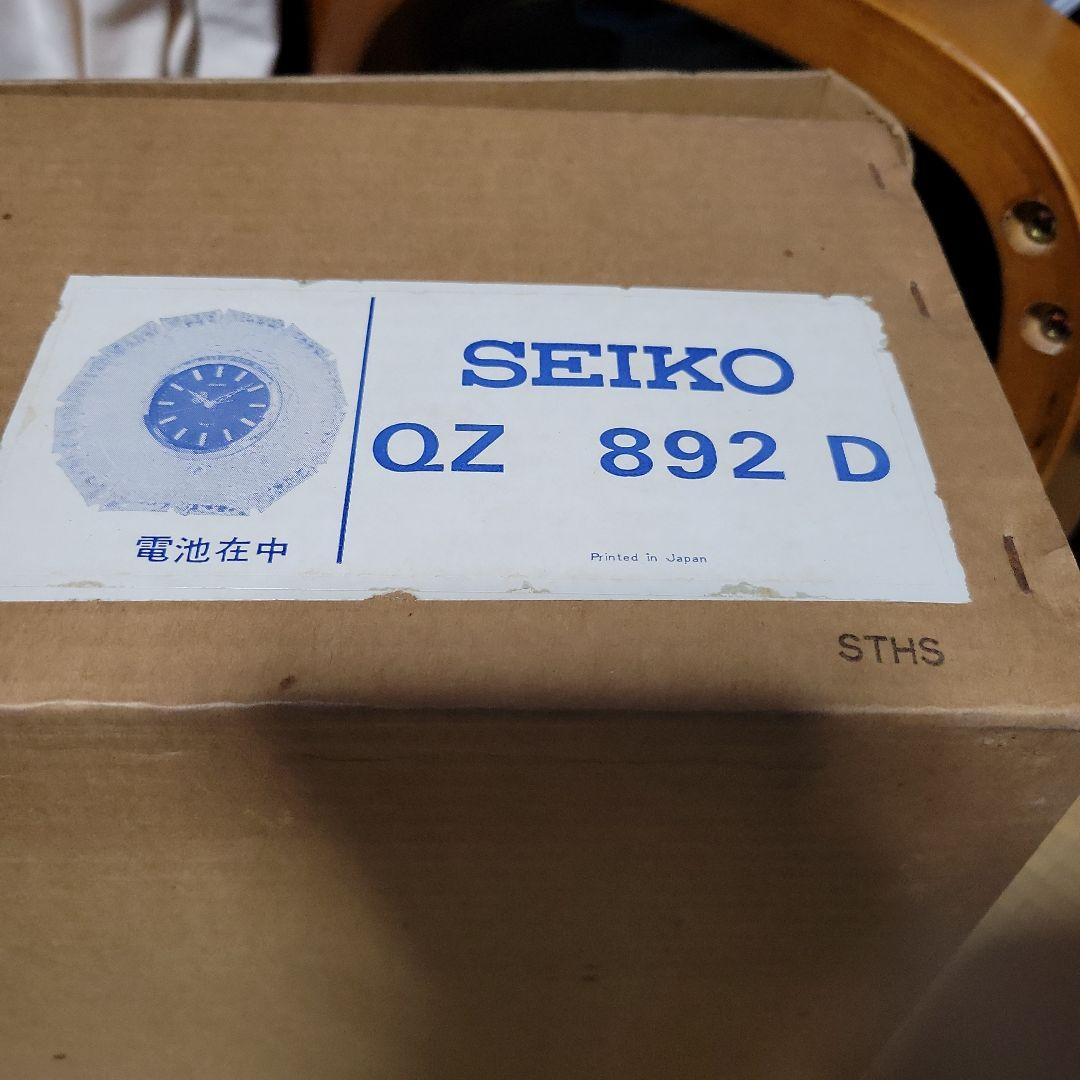 SEIKO
QZ 892 D
電池在中
Printed in Japan
STHS